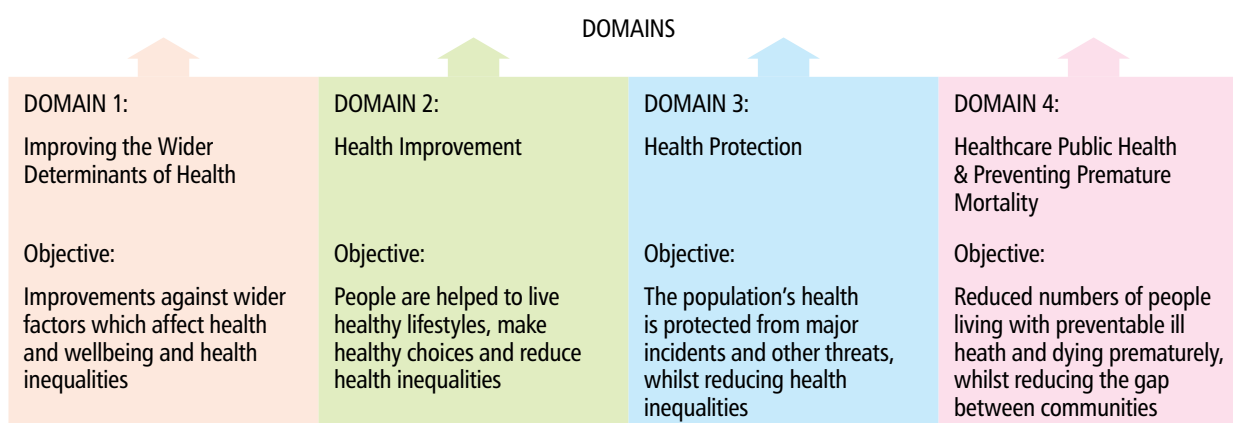 DOMAINS
DOMAIN 1:
Improving the Wider
Determinants of Health
Objective:
Improvements against wider
factors which affect health
and wellbeing and health
inequalities
DOMAIN 2:
Health Improvement
Objective:
People are helped to live
healthy lifestyles, make
healthy choices and reduce
health inequalities
DOMAIN 3:
Health Protection
Objective:
The population’s health
is protected from major
incidents and other threats,
whilst reducing health
inequalities
DOMAIN 4:
Healthcare Public Health
& Preventing Premature
Mortality
Objective:
Reduced numbers of people
living with preventable ill
heath and dying prematurely,
whilst reducing the gap
between communities